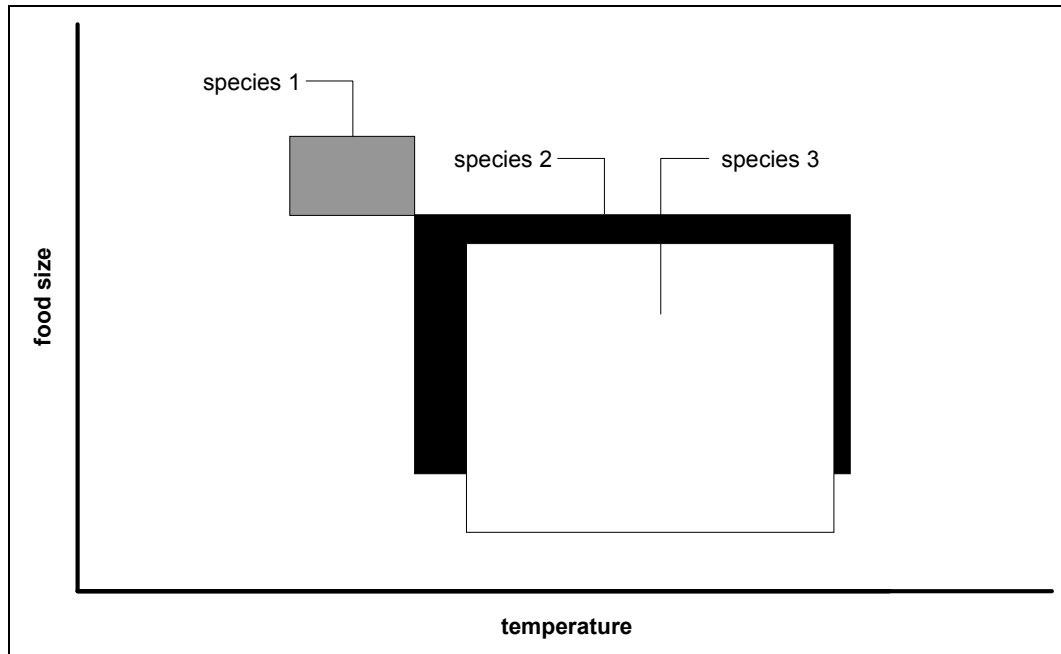 species 1
species 2
species 3
food size
temperature